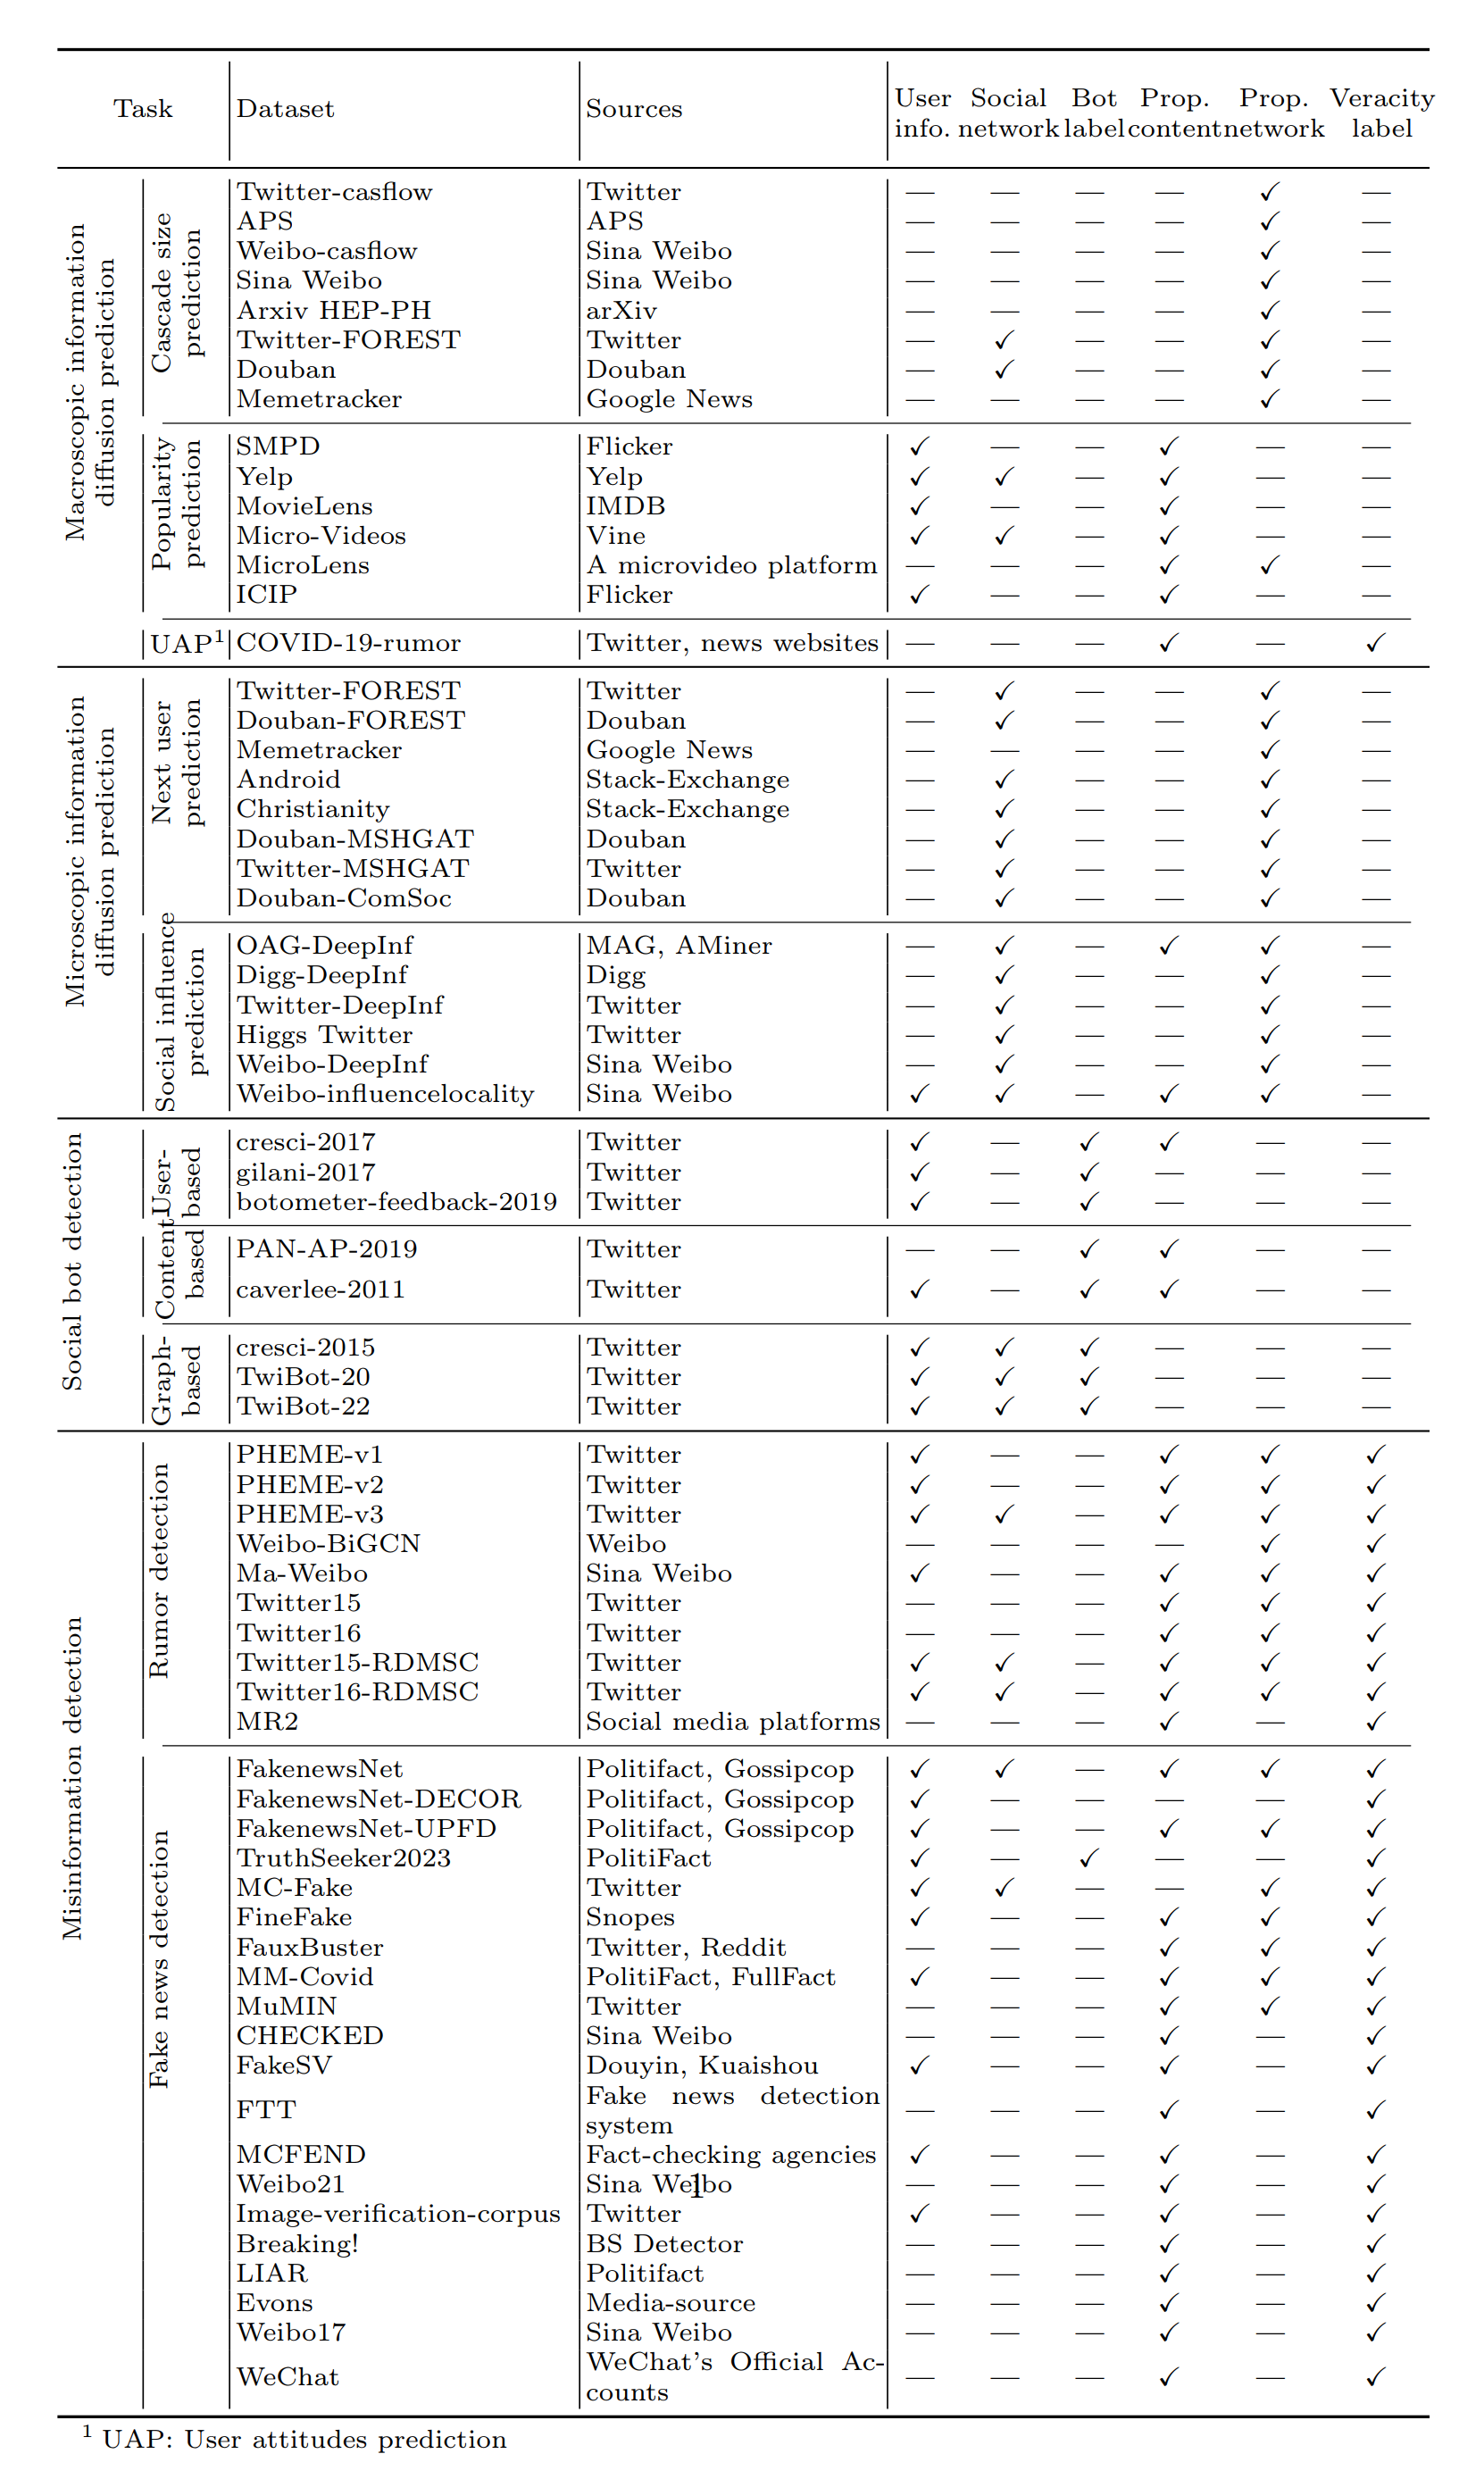 Task Dataset Sources User info. Social network Bot label Prop. content Prop. network Veracity label
Macroscopic information diffusion prediction
Cascade size prediction
Twitter-casflow Twitter — — — — ✓ —
APS APS — — — — ✓ —
Weibo-casflow Sina Weibo — — — — ✓ —
Sina Weibo Sina Weibo — — — — ✓ —
Arxiv HEP-PH arXiv — — — — ✓ —
Twitter-FOREST Twitter — ✓ — — ✓ —
Douban Douban — ✓ — — ✓ —
Memetracker Google News — — — — ✓ —
Popularity prediction
SMPD Flicker ✓ — — ✓ — —
Yelp Yelp ✓ ✓ — ✓ — —
MovieLens IMDB ✓ — — ✓ — —
Micro-Videos Vine ✓ ✓ — ✓ — —
MicroLens A microvideo platform — — — ✓ ✓ —
ICIP Flicker ✓ — — ✓ — —
UAP¹ COVID-19-rumor Twitter, news websites — — — ✓ — ✓
Microscopic information diffusion prediction
Next user prediction
Twitter-FOREST Twitter — ✓ — — ✓ —
Douban-FOREST Douban — ✓ — — ✓ —
Memetracker Google News — — — — ✓ —
Android Stack-Exchange — ✓ — — ✓ —
Christianity Stack-Exchange — ✓ — — ✓ —
Douban-MSHGAT Douban — ✓ — — ✓ —
Twitter-MSHGAT Twitter — ✓ — — ✓ —
Douban-ComSoc Douban — ✓ — — ✓ —
Social influence prediction
OAG-DeepInf MAG, AMiner — ✓ — ✓ ✓ —
Digg-DeepInf Digg — ✓ — — ✓ —
Twitter-DeepInf Twitter — ✓ — — ✓ —
Higgs Twitter Twitter — ✓ — — ✓ —
Weibo-DeepInf Sina Weibo — ✓ — — ✓ —
Weibo-influencelocality Sina Weibo ✓ ✓ — ✓ ✓ —
Social bot detection
User-based
cresci-2017 Twitter ✓ — ✓ ✓ — —
gilani-2017 Twitter ✓ — ✓ — — —
botometer-feedback-2019 Twitter ✓ — ✓ — — —
Content-based
PAN-AP-2019 Twitter — — ✓ ✓ — —
caverlee-2011 Twitter ✓ — ✓ ✓ — —
Graph-based
cresci-2015 Twitter ✓ ✓ ✓ — — —
TwiBot-20 Twitter ✓ ✓ ✓ — — —
TwiBot-22 Twitter ✓ ✓ ✓ — — —
Misinformation detection
Rumor detection
PHEME-v1 Twitter ✓ — — ✓ ✓ ✓
PHEME-v2 Twitter ✓ — — ✓ ✓ ✓
PHEME-v3 Twitter ✓ ✓ — ✓ ✓ ✓
Weibo-BiGCN Weibo — — — — ✓ ✓
Ma-Weibo Sina Weibo ✓ — — ✓ ✓ ✓
Twitter15 Twitter — — — ✓ ✓ ✓
Twitter16 Twitter — — — ✓ ✓ ✓
Twitter15-RDMSC Twitter ✓ ✓ — ✓ ✓ ✓
Twitter16-RDMSC Twitter ✓ ✓ — ✓ ✓ ✓
MR2 Social media platforms — — — ✓ — ✓
Fake news detection
FakenewsNet Politifact, Gossipcop ✓ ✓ — ✓ ✓ ✓
FakenewsNet-DECOR Politifact, Gossipcop ✓ — — — — ✓
FakenewsNet-UPFD Politifact, Gossipcop ✓ — — ✓ ✓ ✓
TruthSeeker2023 PolitiFact ✓ — ✓ — — ✓
MC-Fake Twitter ✓ ✓ — — ✓ ✓
FineFake Snopes ✓ — — ✓ ✓ ✓
FauxBuster Twitter, Reddit — — — ✓ ✓ ✓
MM-Covid PolitiFact, FullFact ✓ — — ✓ ✓ ✓
MuMIN Twitter — — — ✓ ✓ ✓
CHECKED Sina Weibo — — — ✓ — ✓
FakeSV Douyin, Kuaishou ✓ — — ✓ — ✓
FTT Fake news detection system — — — ✓ — ✓
MCFEND Fact-checking agencies ✓ — — ✓ — ✓
Weibo21 Sina Weibo — — — ✓ — ✓
1
Image-verification-corpus Twitter ✓ — — ✓ — ✓
Breaking! BS Detector — — — ✓ — ✓
LIAR Politifact — — — ✓ — ✓
Evons Media-source — — — ✓ — ✓
Weibo17 Sina Weibo — — — ✓ — ✓
WeChat WeChat's Official Ac-
counts — — — ✓ — ✓
¹ UAP: User attitudes prediction